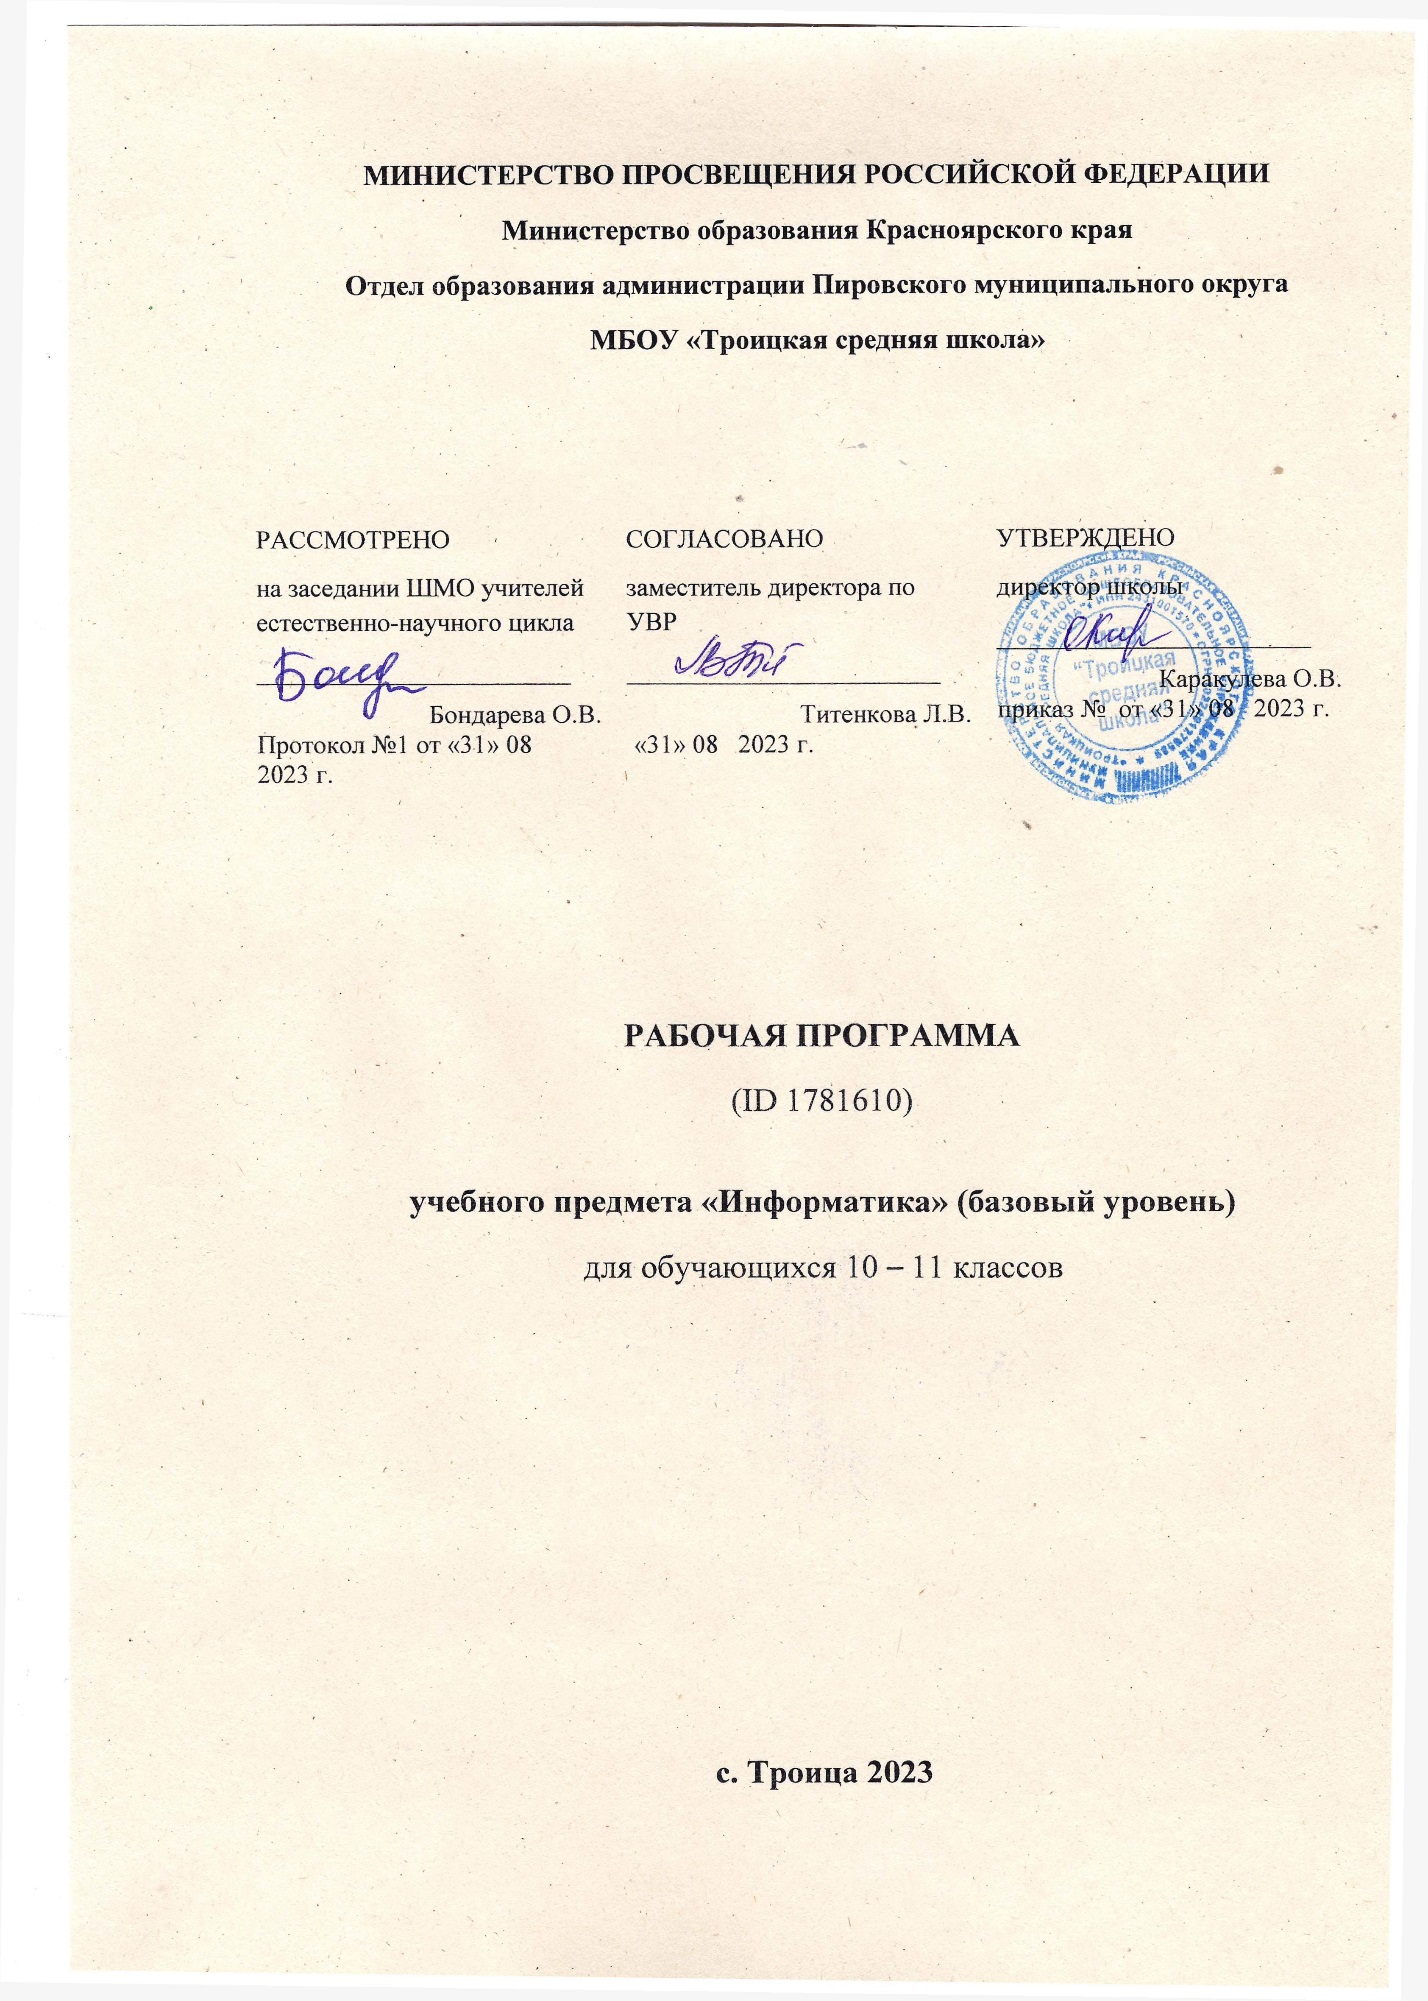 МИНИСТЕРСТВО ПРОСВЕЩЕНИЯ РОССИЙСКОЙ ФЕДЕРАЦИИ
Министерство образования Красноярского края
Отдел образования администрации Пировского муниципального округа
МБОУ «Троицкая средняя школа»
РАССМОТРЕНО
на заседании ШМО учителей
естественно-научного цикла
Бондарева О.В.
Протокол №1 от «31» 08
2023 г.
СОГЛАСОВАНО
заместитель директора по
УВР
Титенкова Л.В.
«31» 08 2023 г.
УТВЕРЖДЕНО
директор школы
Каракулева О.В.
приказ № от «31» 08 2023 г.
"Троицкая
средняя
школа"
РАБОЧАЯ ПРОГРАММА
(ID 1781610)
учебного предмета «Информатика» (базовый уровень)
для обучающихся 10 – 11 классов
с. Троица 2023